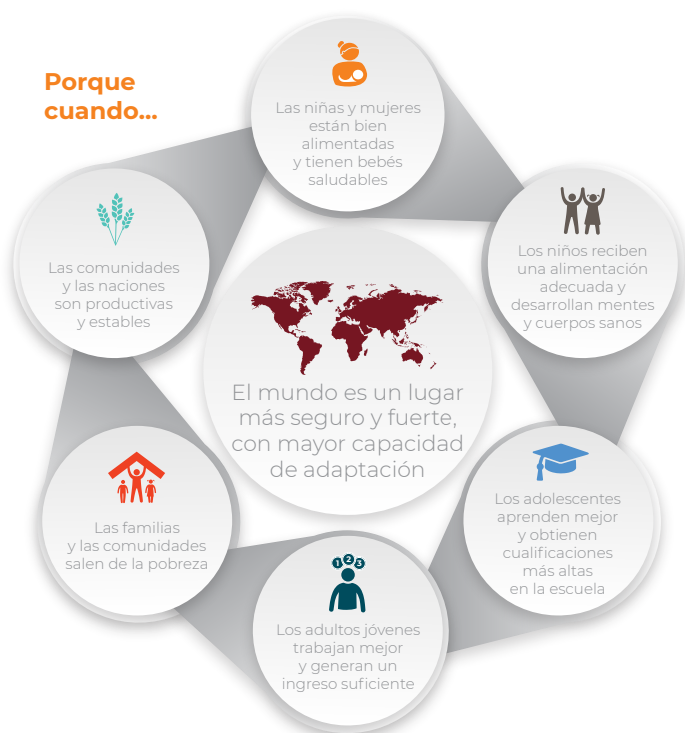 Porque
cuando...
Las niñas y mujeres
están bien
alimentadas
y tienen bebés
saludables
Los niños reciben
una alimentación
adecuada y
desarrollan mentes
y cuerpos sanos
Los adolescentes
aprenden mejor
y obtienen
cualificaciones
más altas
en la escuela
1 2 3
Los adultos jóvenes
trabajan mejor
y generan un
ingreso suficiente
Las familias
y las comunidades
salen de la pobreza
Las comunidades
y las naciones
son productivas
y estables
El mundo es un lugar
más seguro y fuerte,
con mayor capacidad
de adaptación